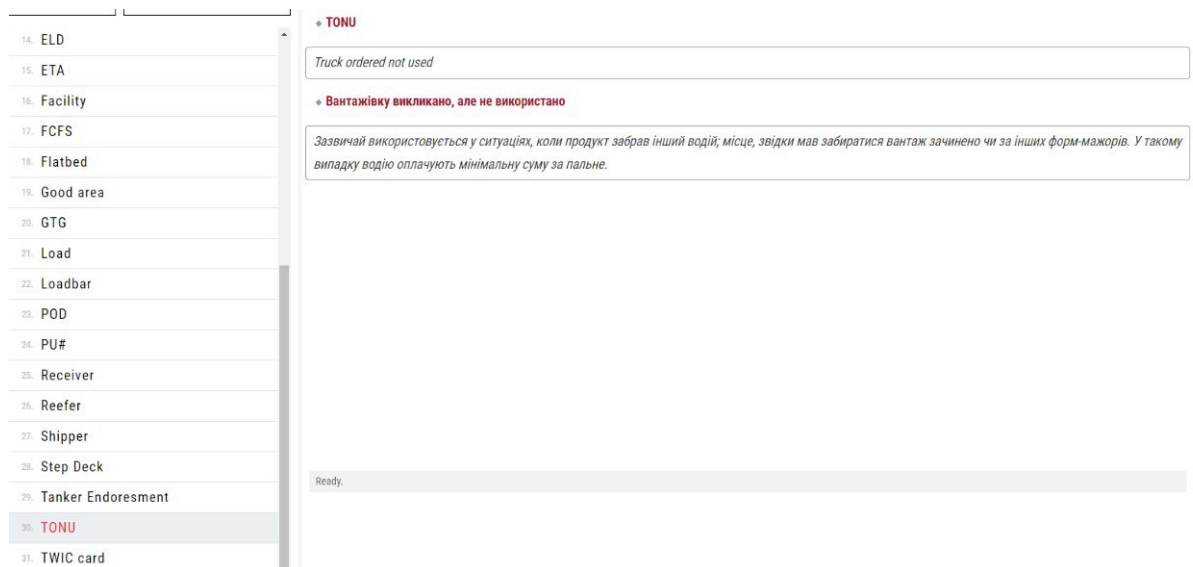 14. ELD
15. ETA
16. Facility
17. FCFS
18. Flatbed
19. Good area
20. GTG
21. Load
22. Loadbar
23. POD
24. PU#
25. Receiver
26. Reefer
27. Shipper
28. Step Deck
29. Tanker Endoresment
30. TONU
31. TWIC card
TONU
Truck ordered not used
Вантажівку викликано, але не використано
Зазвичай використовується у ситуаціях, коли продукт забрав інший водій; місце, звідки мав забиратися вантаж зачинено чи за інших форм-мажорів. У такому
випадку водію оплачують мінімальну суму за пальне.
Ready.